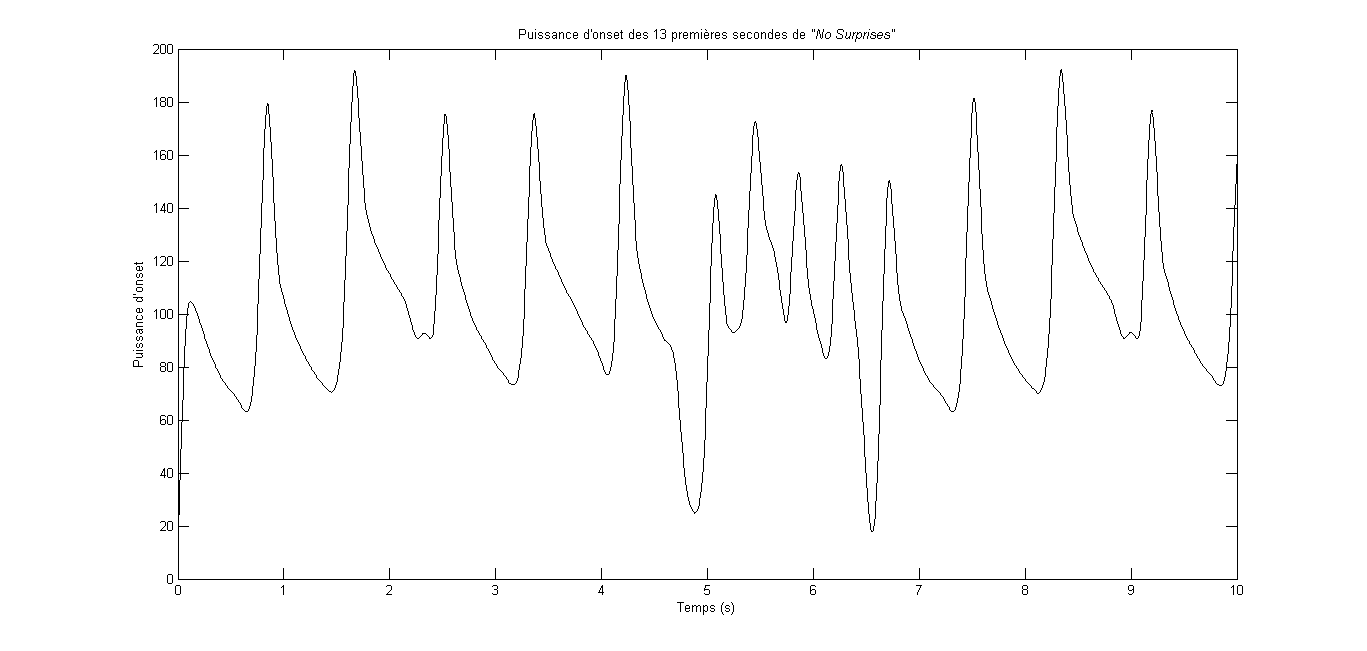 Puissance d'onset des 13 premières secondes de "No Surprises"
200
180
160
140
120
100
80
60
40
20
0
Puissance d'onset
0 1 2 3 4 5 6 7 8 9 10
Temps (s)